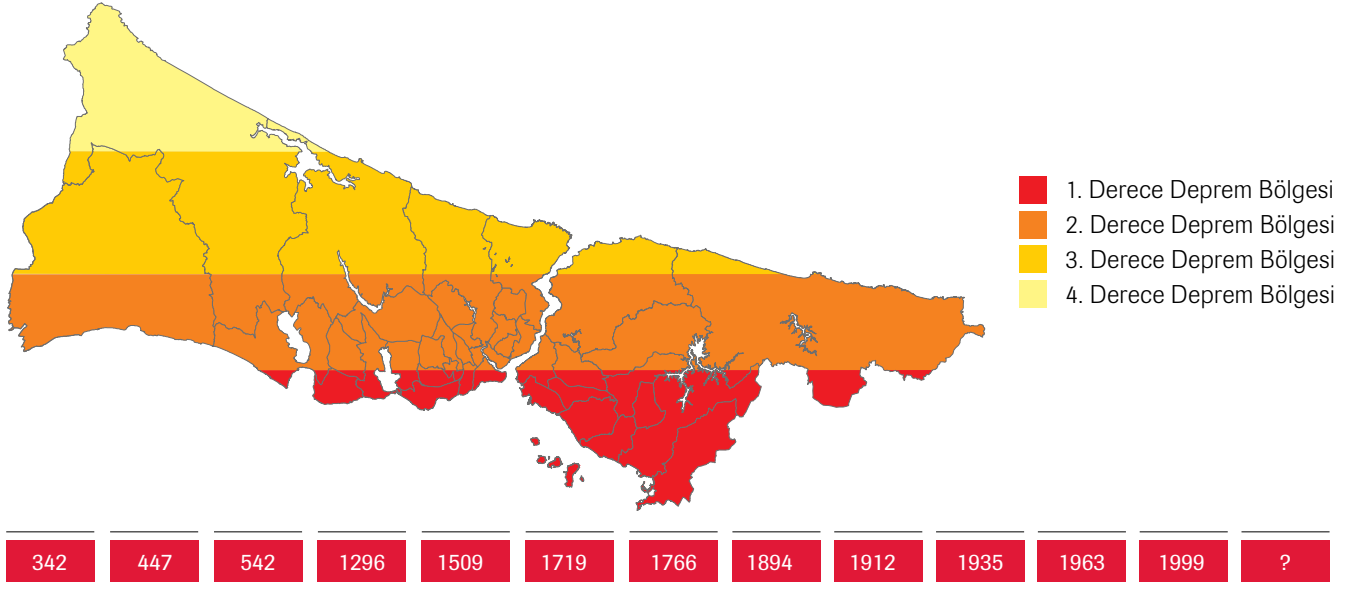 1. Derece Deprem Bölgesi
2. Derece Deprem Bölgesi
3. Derece Deprem Bölgesi
4. Derece Deprem Bölgesi
342 447 542 1296 1509 1719 1766 1894 1912 1935 1963 1999 ?